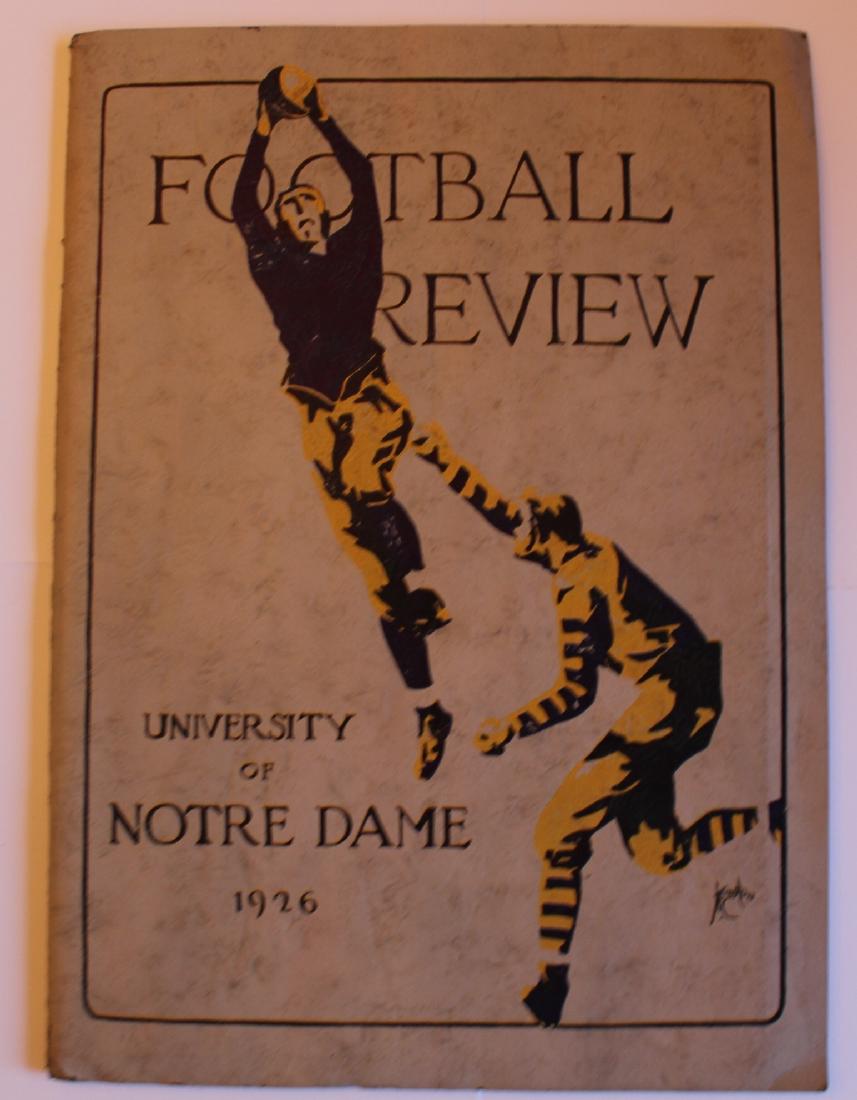 FOOTBALL
REVIEW
UNIVERSITY
OF
NOTRE DAME
1926